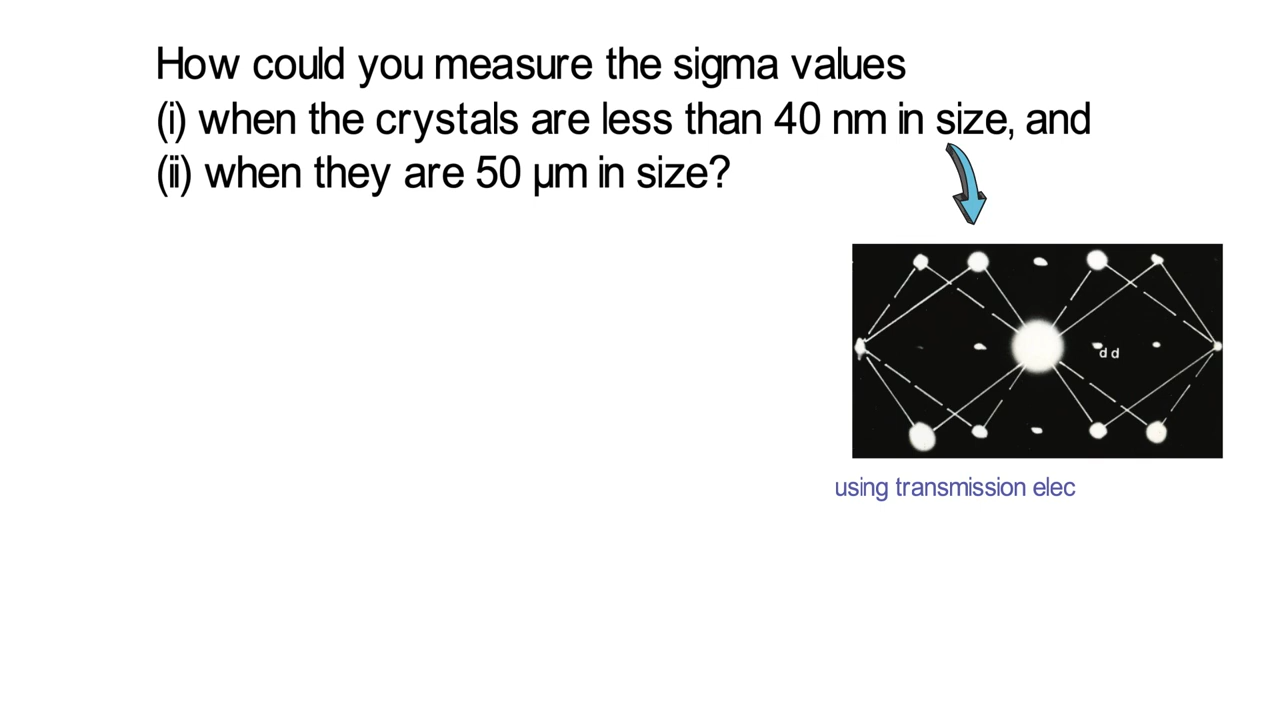 How could you measure the sigma values
(i) when the crystals are less than 40 nm in size, and
(ii) when they are 50 µm in size?
d d
using transmission elec